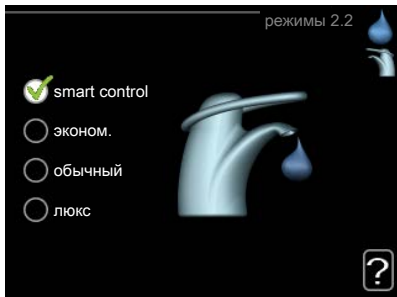 режимы 2.2
smart control
эконом.
обычный
люкс
?